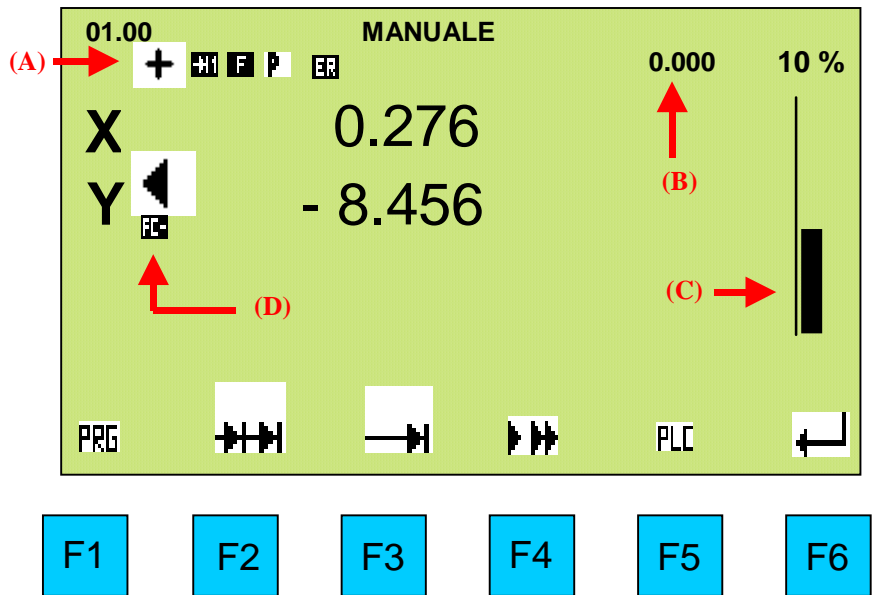 01.00 MANUALE
(A) F P ER 0.000 10 %
X 0.276
(B)
Y - 8.456
FC-
(C)
(D)
PRG PLC
F1 F2 F3 F4 F5 F6